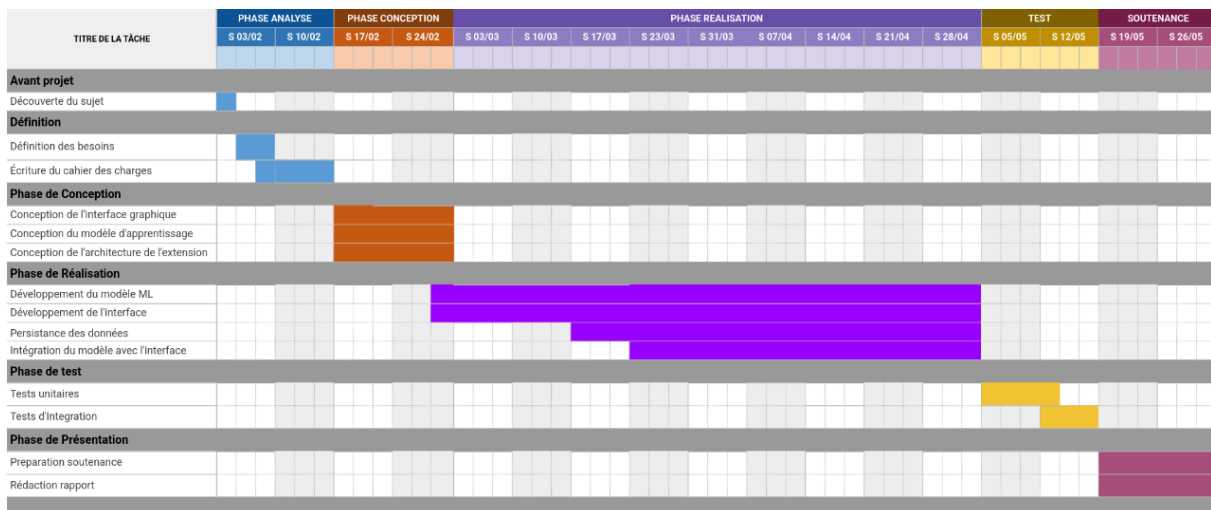 PHASE ANALYSE PHASE CONCEPTION PHASE REALISATION TEST SOUTENANCE
TITRE DE LA TÂCHE S 03/02 S 10/02 S 17/02 S 24/02 S 03/03 S 10/03 S 17/03 S 23/03 S 31/03 S 07/04 S 14/04 S 21/04 S 28/04 S 05/05 S 12/05 S 19/05 S 26/05
Avant projet
Découverte du sujet
Définition
Définition des besoins
Écriture du cahier des charges
Phase de Conception
Conception de l'interface graphique
Conception du modèle d'apprentissage
Conception de l'architecture de l'extension
Phase de Réalisation
Développement du modèle ML
Développement de l'Interface
Persistance des données
Intégration du modèle avec l'interface
Phase de test
Tests unitaires
Tests d'Integration
Phase de Présentation
Preparation soutenance
Rédaction rapport